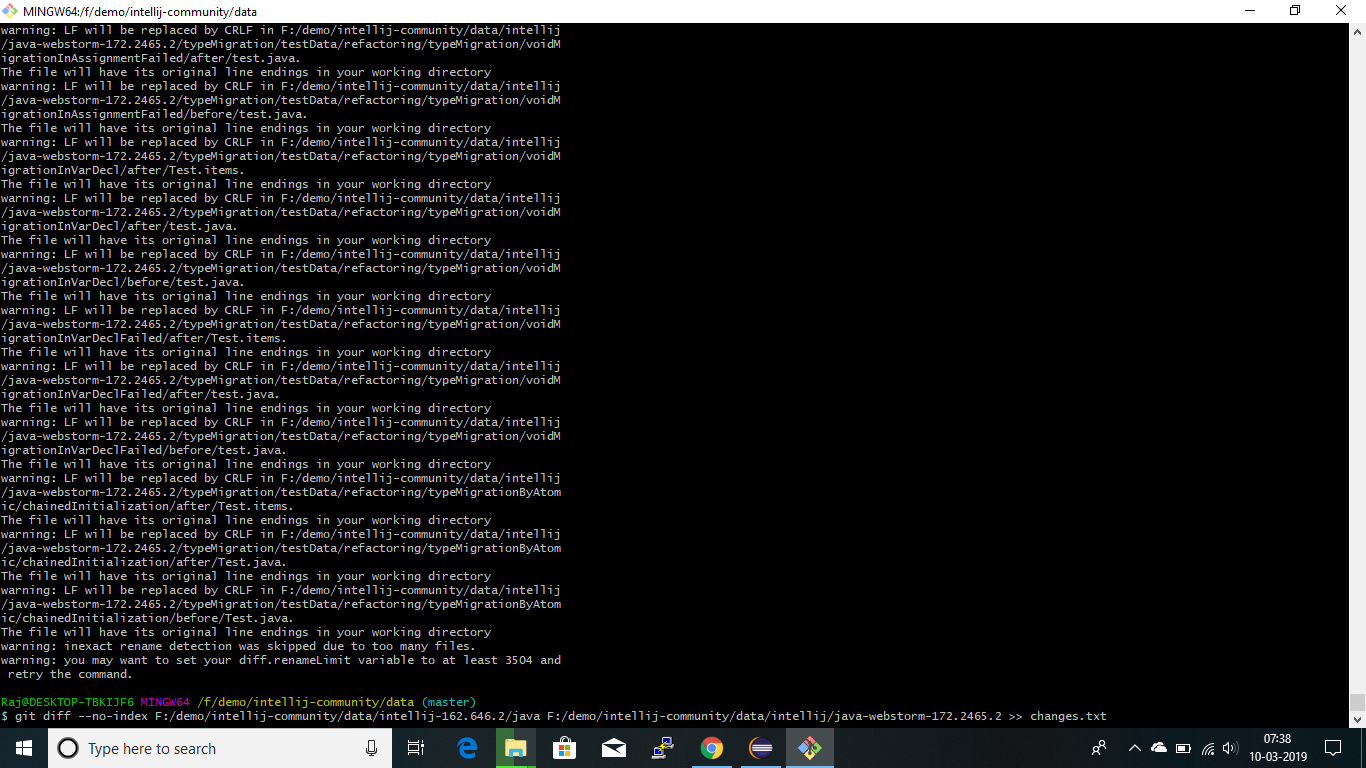 MINGW64:/f/demo/intellij-community/data
warning: LF will be replaced by CRLF in F:/demo/intellij-community/data/intellij
/java-webstorm-172.2465.2/typeMigration/testData/refactoring/typeMigration/voidM
igrationInAssignmentFailed/after/test.java.
The file will have its original line endings in your working directory
warning: LF will be replaced by CRLF in F:/demo/intellij-community/data/intellij
/java-webstorm-172.2465.2/typeMigration/testData/refactoring/typeMigration/voidM
igrationInAssignmentFailed/before/test.java.
The file will have its original line endings in your working directory
warning: LF will be replaced by CRLF in F:/demo/intellij-community/data/intellij
/java-webstorm-172.2465.2/typeMigration/testData/refactoring/typeMigration/voidM
igrationInVarDecl/after/Test.items.
The file will have its original line endings in your working directory
warning: LF will be replaced by CRLF in F:/demo/intellij-community/data/intellij
/java-webstorm-172.2465.2/typeMigration/testData/refactoring/typeMigration/voidM
igrationInVarDecl/after/test.java.
The file will have its original line endings in your working directory
warning: LF will be replaced by CRLF in F:/demo/intellij-community/data/intellij
/java-webstorm-172.2465.2/typeMigration/testData/refactoring/typeMigration/voidM
igrationInVarDecl/before/test.java.
The file will have its original line endings in your working directory
warning: LF will be replaced by CRLF in F:/demo/intellij-community/data/intellij
/java-webstorm-172.2465.2/typeMigration/testData/refactoring/typeMigration/voidM
igrationInVarDeclFailed/after/Test.items.
The file will have its original line endings in your working directory
warning: LF will be replaced by CRLF in F:/demo/intellij-community/data/intellij
/java-webstorm-172.2465.2/typeMigration/testData/refactoring/typeMigration/voidM
igrationInVarDeclFailed/after/test.java.
The file will have its original line endings in your working directory
warning: LF will be replaced by CRLF in F:/demo/intellij-community/data/intellij
/java-webstorm-172.2465.2/typeMigration/testData/refactoring/typeMigration/voidM
igrationInVarDeclFailed/before/test.java.
The file will have its original line endings in your working directory
warning: LF will be replaced by CRLF in F:/demo/intellij-community/data/intellij
/java-webstorm-172.2465.2/typeMigration/testData/refactoring/typeMigrationByAtom
ic/chainedInitialization/after/Test.items.
The file will have its original line endings in your working directory
warning: LF will be replaced by CRLF in F:/demo/intellij-community/data/intellij
/java-webstorm-172.2465.2/typeMigration/testData/refactoring/typeMigrationByAtom
ic/chainedInitialization/after/Test.java.
The file will have its original line endings in your working directory
warning: LF will be replaced by CRLF in F:/demo/intellij-community/data/intellij
/java-webstorm-172.2465.2/typeMigration/testData/refactoring/typeMigrationByAtom
ic/chainedInitialization/before/Test.java.
The file will have its original line endings in your working directory
warning: inexact rename detection was skipped due to too many files.
warning: you may want to set your diff.renameLimit variable to at least 3504 and
 retry the command.
Raj@DESKTOP-TBKIJF6 MINGW64 /f/demo/intellij-community/data (master)
$ git diff --no-index F:/demo/intellij-community/data/intellij-162.646.2/java F:/demo/intellij-community/data/intellij/java-webstorm-172.2465.2 >> changes.txt
Type here to search
07:38
10-03-2019